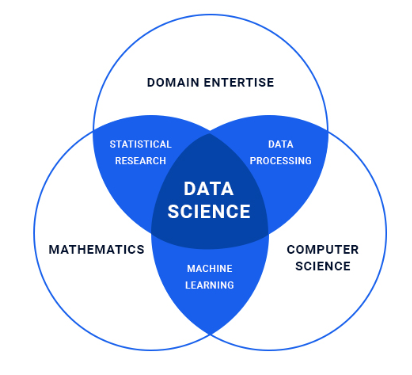 DOMAIN ENTERTISE
STATISTICAL
RESEARCH
DATA
PROCESSING
DATA
SCIENCE
MATHEMATICS
COMPUTER
SCIENCE
MACHINE
LEARNING